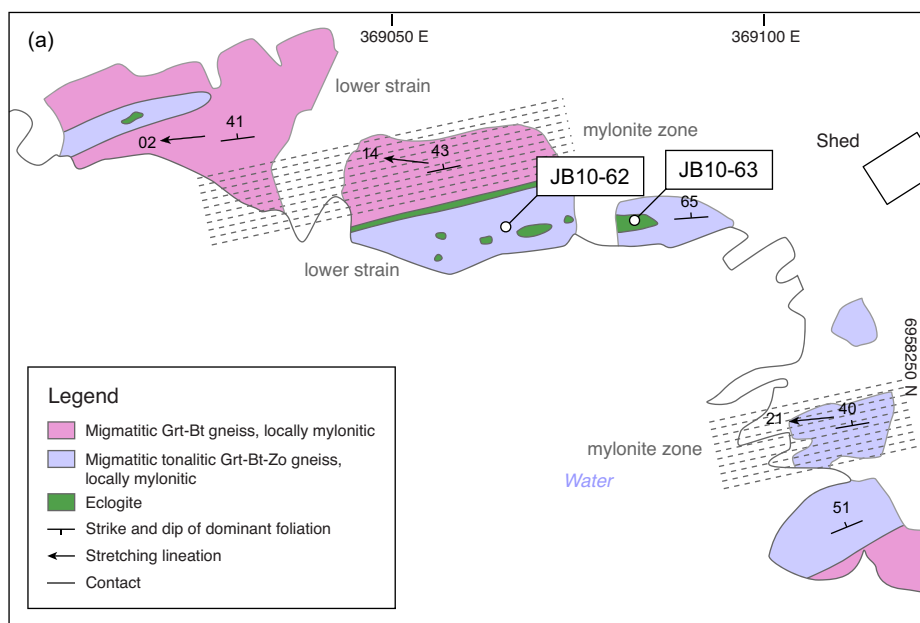 (a)
369050 E
369100 E
lower strain
mylonite zone
Shed
41
02
14
43
JB10-62
JB10-63
65
lower strain
6958250 N
Legend
Migmatitic Grt-Bt gneiss, locally mylonitic
Migmatitic tonalitic Grt-Bt-Zo gneiss,
locally mylonitic
Eclogite
Strike and dip of dominant foliation
Stretching lineation
Contact
21
40
mylonite zone
Water
51